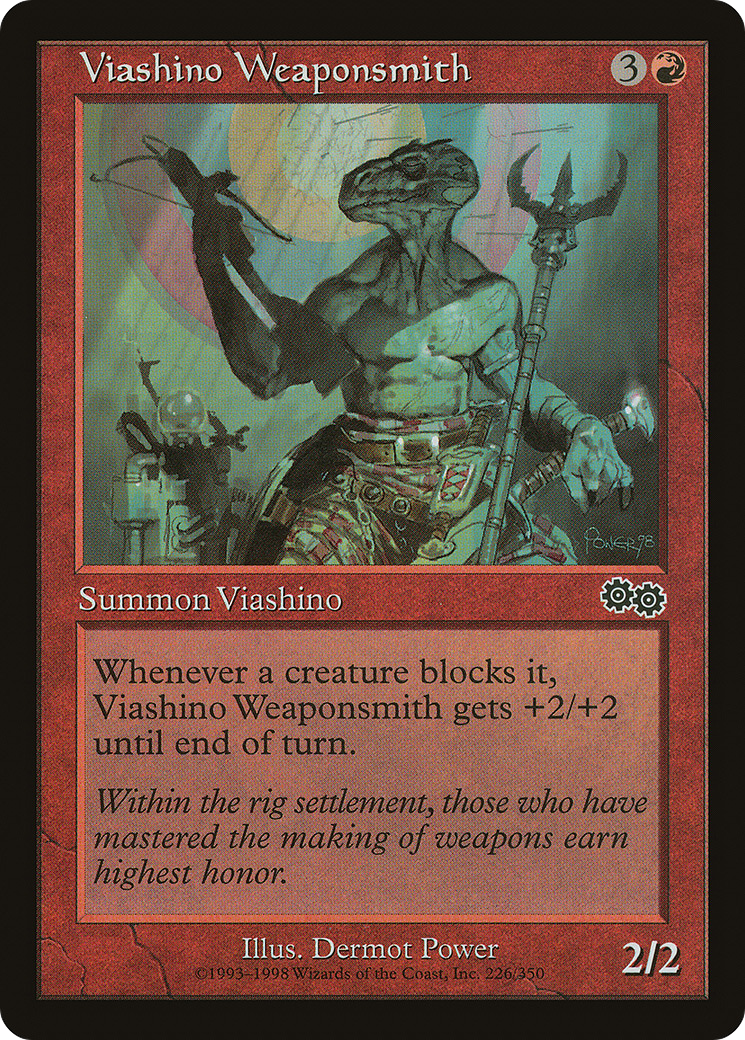 Viashino Weaponsmith 3
POWER 98
Summon Viashino
Whenever a creature blocks it,
Viashino Weaponsmith gets +2/+2
until end of turn.
Within the rig settlement, those who have
mastered the making of weapons earn
highest honor.
Illus. Dermot Power
©1993–1998 Wizards of the Coast, Inc. 226/350
2/2